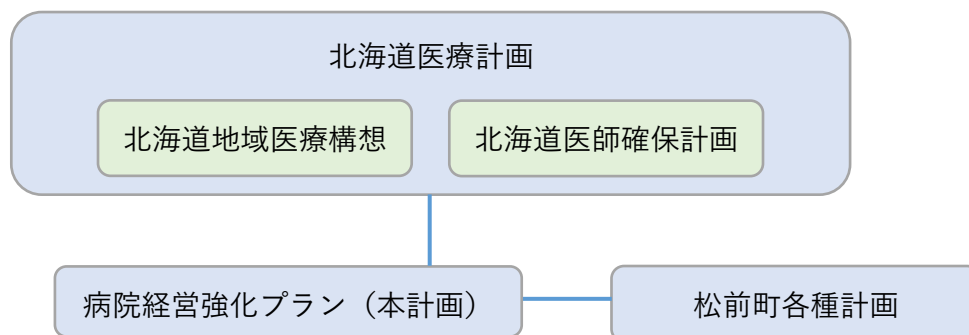 北海道医療計画
北海道地域医療構想
北海道医師確保計画
病院経営強化プラン（本計画）
松前町各種計画